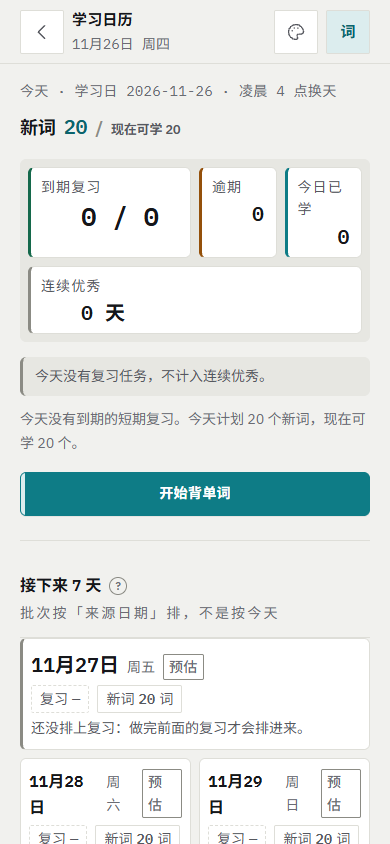 学习日历
11月26日 周四
词
今天 · 学习日 2026-11-26 · 凌晨 4 点换天
新词 20 / 现在可学 20
到期复习
0 / 0
逾期
0
今日已
学
0
连续优秀
0 天
今天没有复习任务，不计入连续优秀。
今天没有到期的短期复习。今天计划 20 个新词，现在可
学 20 个。
开始背单词
接下来 7 天 ?
批次按「来源日期」排，不是按今天
11月27日 周五 预估
复习 — 新词 20 词
还没排上复习：做完前面的复习才会排进来。
11月28
日
周
六
预
估
复习 — 新词 20 词
11月29
日
周
日
预
估
复习 — 新词 20 词